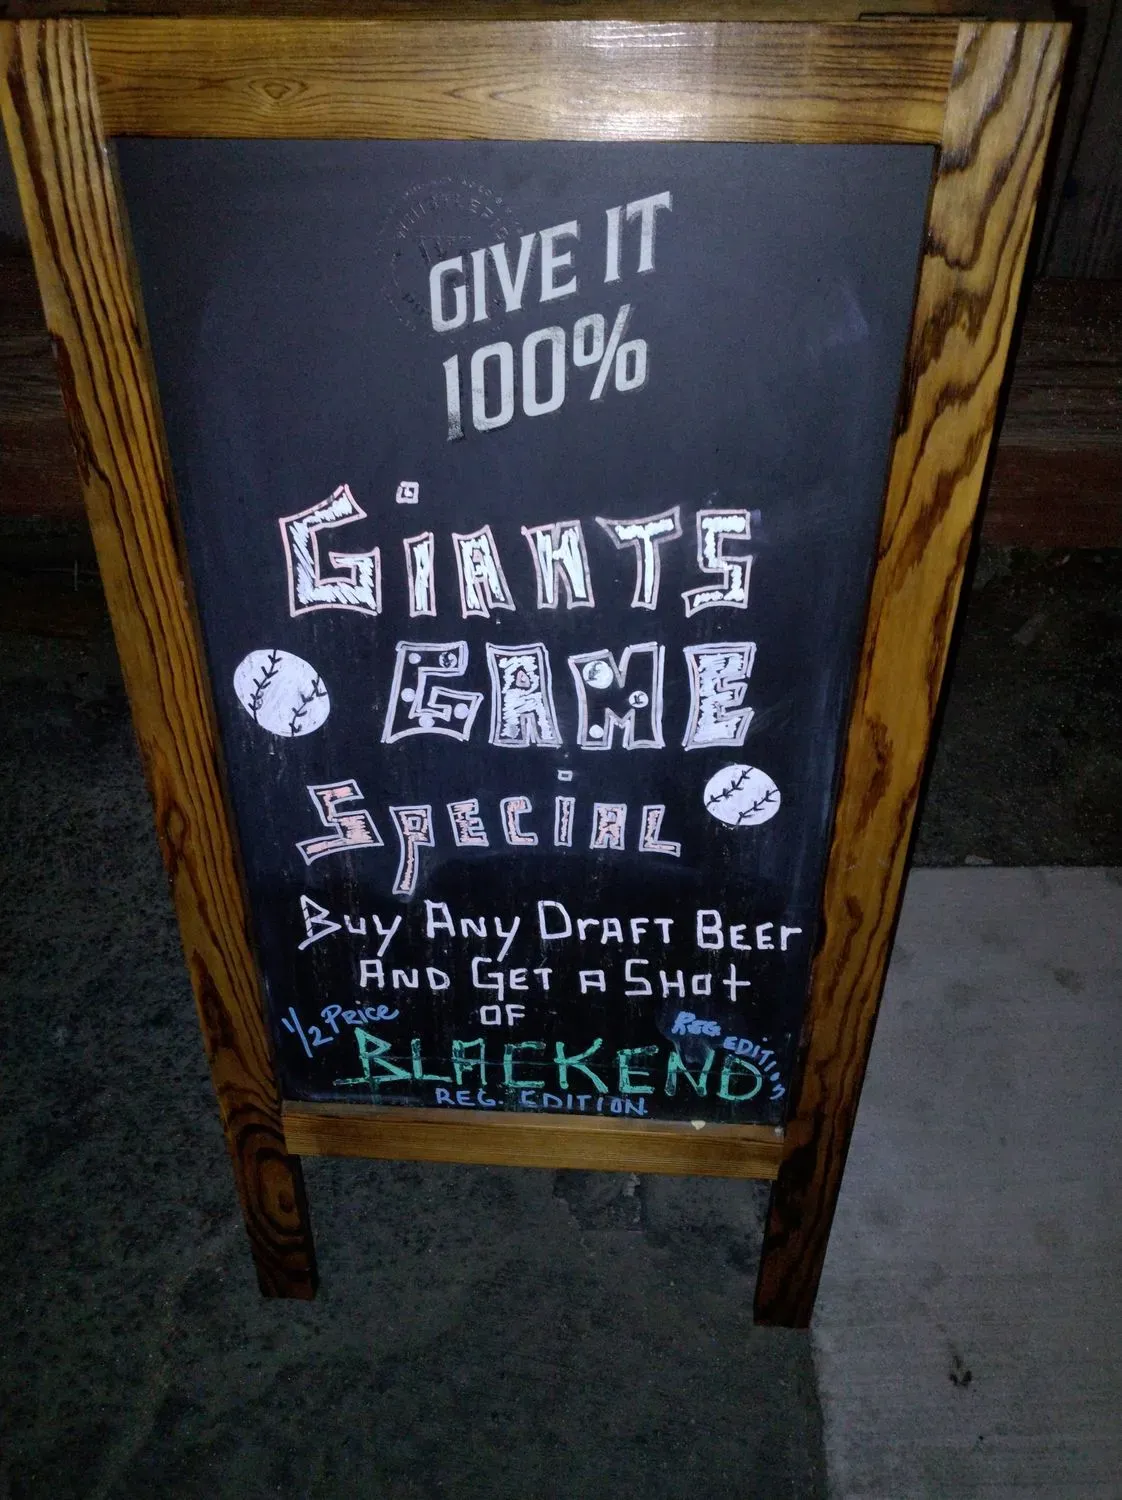 GIVE IT
100%
GiANTS
GAME
SPECiAL
Buy Any DrAFT BEEr
AND GET A SHot
OF
1/2 Price
REG. EDiTiON
BLACKEND
REG. EDITION